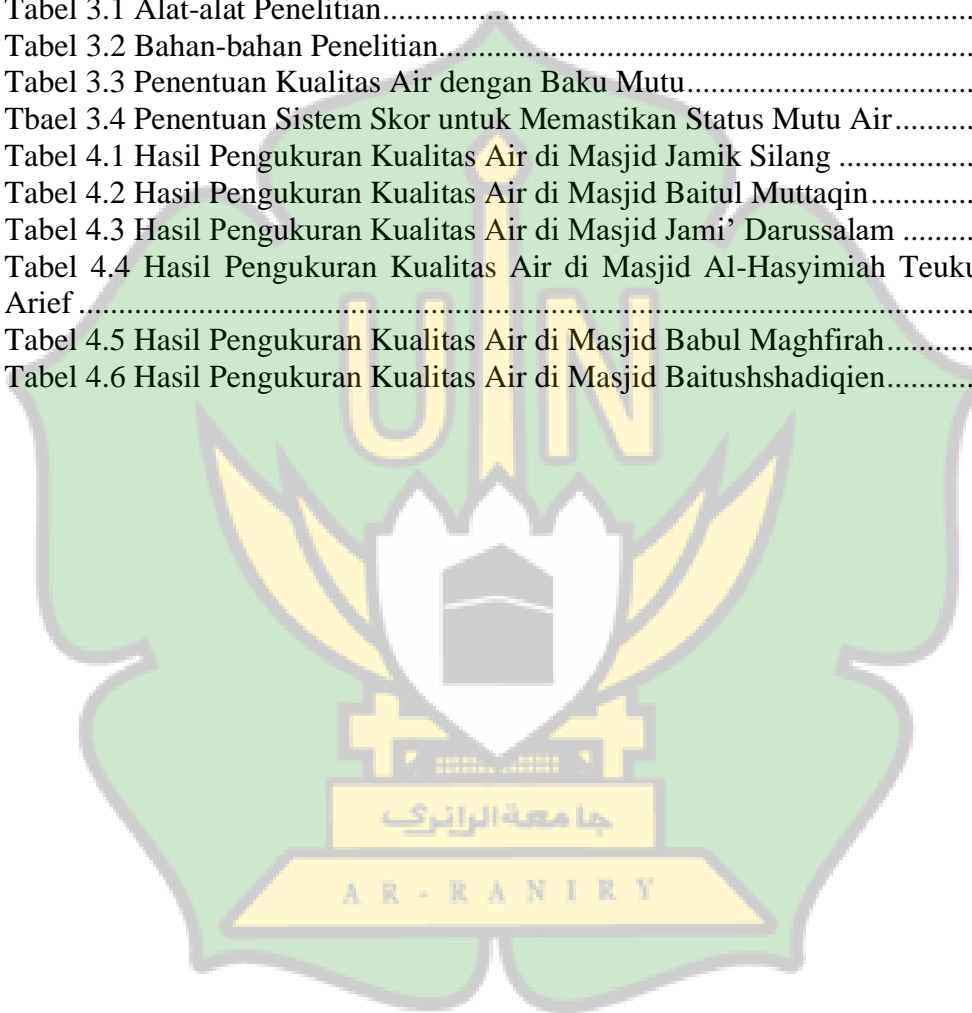 Tabel 3.1 Alat-alat Penelitian..........................................................................
Tabel 3.2 Bahan-bahan Penelitian..................................................................
Tabel 3.3 Penentuan Kualitas Air dengan Baku Mutu....................................
Tbael 3.4 Penentuan Sistem Skor untuk Memastikan Status Mutu Air..........
Tabel 4.1 Hasil Pengukuran Kualitas Air di Masjid Jamik Silang .................
Tabel 4.2 Hasil Pengukuran Kualitas Air di Masjid Baitul Muttaqin.............
Tabel 4.3 Hasil Pengukuran Kualitas Air di Masjid Jami’ Darussalam .........
Tabel 4.4 Hasil Pengukuran Kualitas Air di Masjid Al-Hasyimiah Teuku
Arief ................................................................................................................
Tabel 4.5 Hasil Pengukuran Kualitas Air di Masjid Babul Maghfirah...........
Tabel 4.6 Hasil Pengukuran Kualitas Air di Masjid Baitushshadiqien...........
UIN
جامعة الرانري
AR-RANIRY